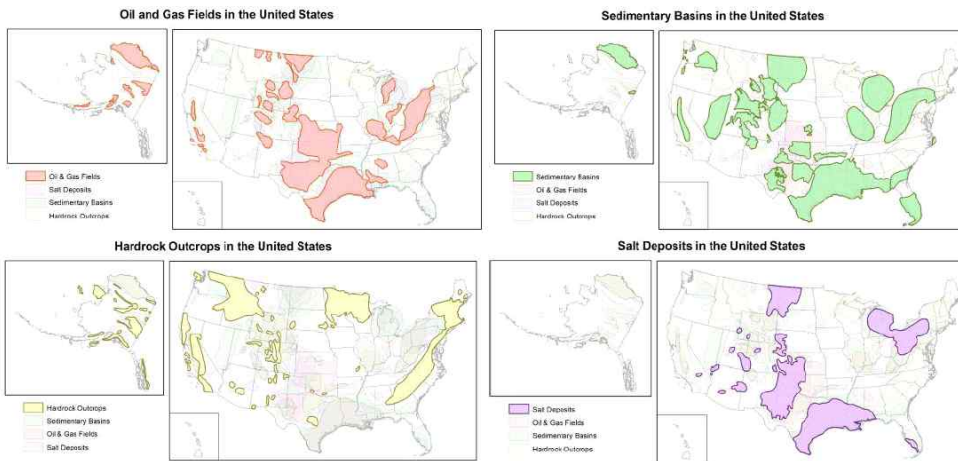 Oil and Gas Fields in the United States
Oil & Gas Fields
Salt Deposits
Sedimentary Basins
Hardrock Outcrops
Sedimentary Basins in the United States
Sedimentary Basins
Oil & Gas Fields
Salt Deposits
Hardrock Outcrops
Hardrock Outcrops in the United States
Hardrock Outcrops
Sedimentary Basins
Oil & Gas Fields
Salt Deposits
Salt Deposits in the United States
Salt Deposits
Oil & Gas Fields
Sedimentary Basins
Hardrock Outcrops